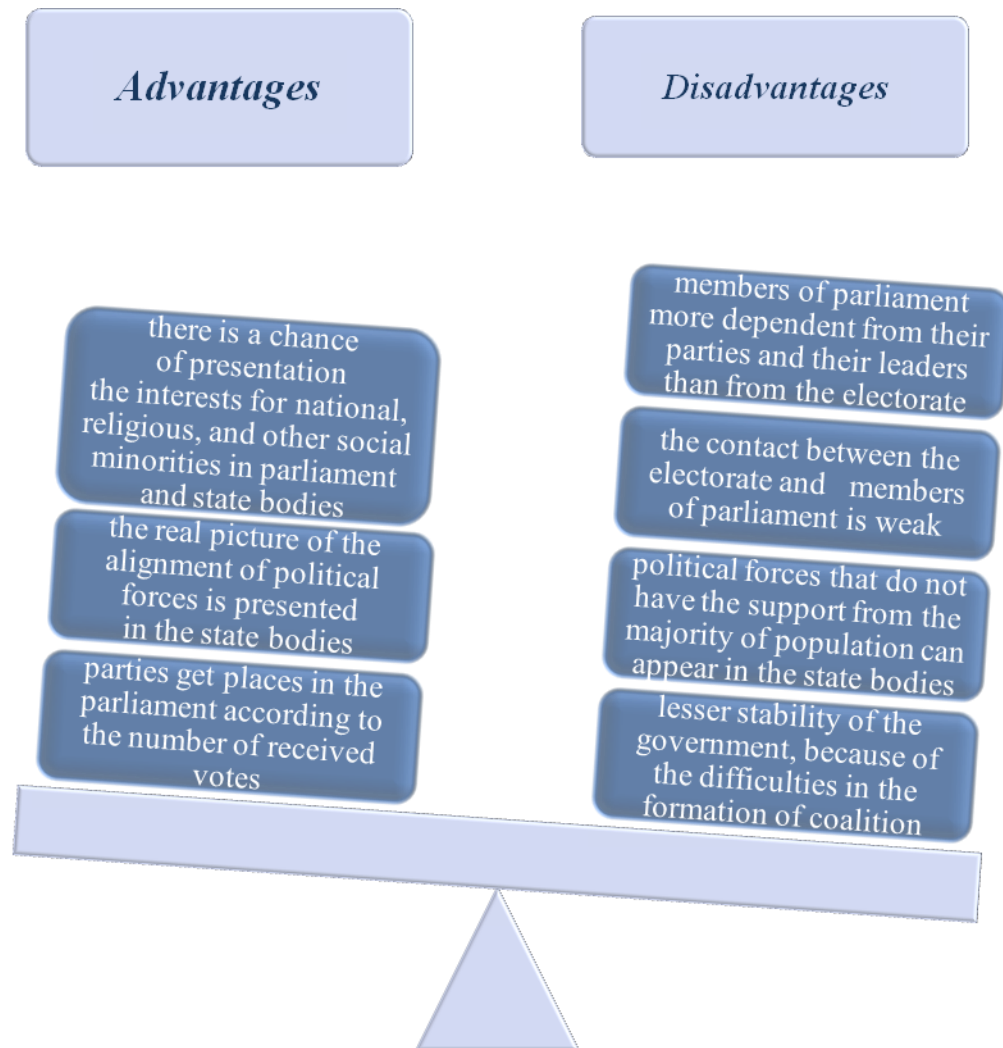 Advantages
there is a chance
of presentation
the interests for national,
religious, and other social
minorities in parliament
and state bodies
the real picture of the
alignment of political
forces is presented
in the state bodies
parties get places in the
parliament according to
the number of received
votes
Disadvantages
members of parliament
more dependent from their
parties and their leaders
than from the electorate
the contact between the
electorate and members
of parliament is weak
political forces that do not
have the support from the
majority of population can
appear in the state bodies
lesser stability of the
government, because of
the difficulties in the
formation of coalition